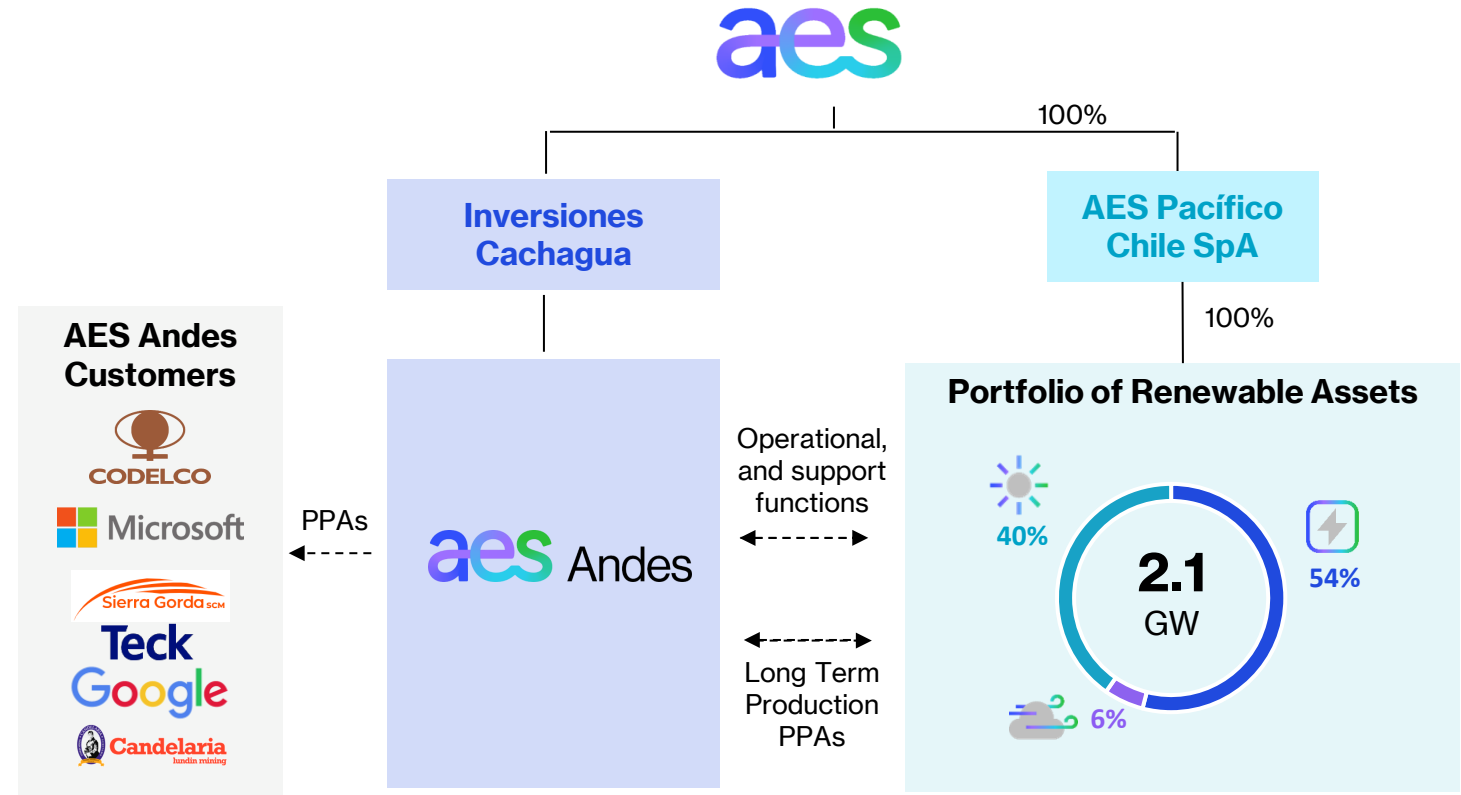 aes
100%
Inversiones
Cachagua
AES Pacífico
Chile SpA
100%
AES Andes
Customers
CODELCO
Microsoft
Sierra Gorda SCM
Teck
Google
Candelaria
lundin mining
PPAs
aes Andes
Operational,
and support
functions
Long Term
Production
PPAs
Portfolio of Renewable Assets
40%
54%
2.1
GW
6%